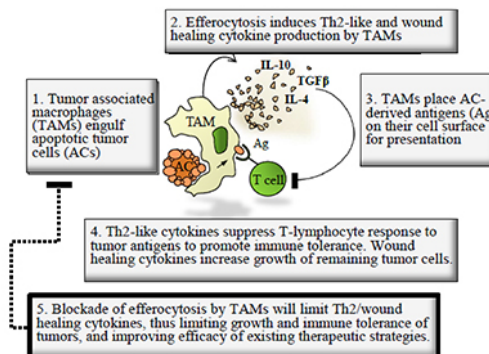 2. Efferocytosis induces Th2-like and wound
healing cytokine production by TAMs
IL-10
TGFβ
IL-4
1. Tumor associated
macrophages
(TAMs) engulf
apoptotic tumor
cells (ACs)
TAM
Ag
AC
T cell
3. TAMs place AC-
derived antigens (Ag
on their cell surface
for presentation
4. Th2-like cytokines suppress T-lymphocyte response to
tumor antigens to promote immune tolerance. Wound
healing cytokines increase growth of remaining tumor cells.
5. Blockade of efferocytosis by TAMs will limit Th2/wound
healing cytokines, thus limiting growth and immune tolerance of
tumors, and improving efficacy of existing therapeutic strategies.